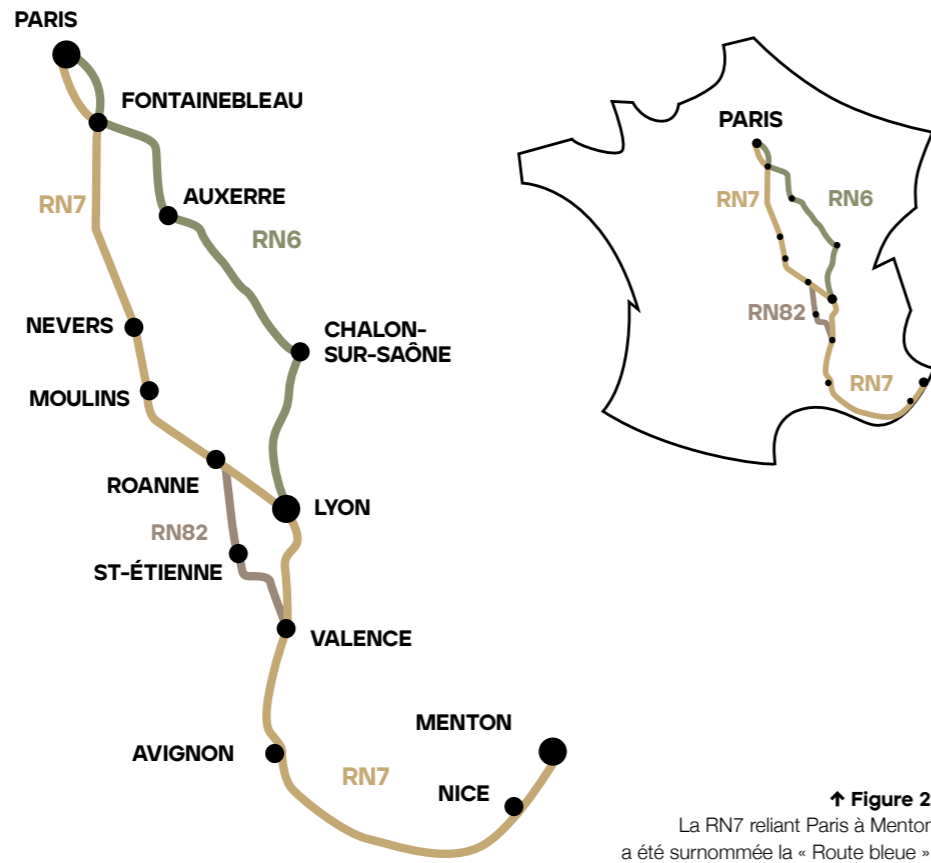 PARIS
FONTAINEBLEAU
RN7
AUXERRE
RN6
NEVERS
CHALON-
SUR-SAÔNE
MOULINS
ROANNE
LYON
RN82
ST-ÉTIENNE
VALENCE
AVIGNON
RN7
MENTON
NICE
PARIS
RN7
RN6
RN82
RN7
↑ Figure 2
La RN7 reliant Paris à Menton
a été surnommée la « Route bleue »